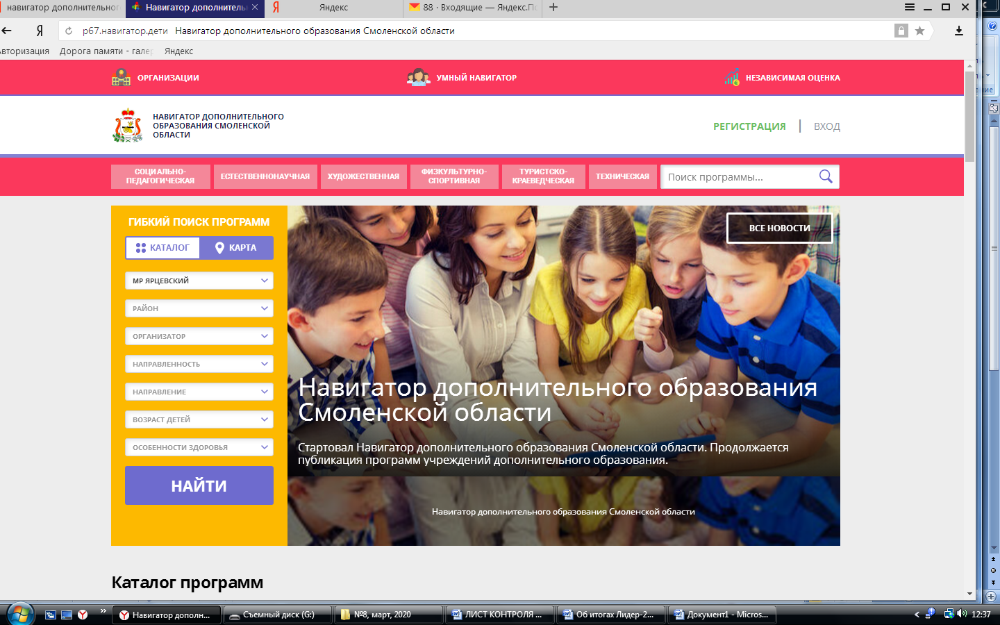 навигатор дополнительног
Навигатор дополнитель
Яндекс
88 · Входящие — Яндекс.По
р67.навигатор.дети Навигатор дополнительного образования Смоленской области
Авторизация Дорога памяти - гале Яндекс
ОРГАНИЗАЦИИ
УМНЫЙ НАВИГАТОР
НЕЗАВИСИМАЯ ОЦЕНКА
НАВИГАТОР ДОПОЛНИТЕЛЬНОГО
ОБРАЗОВАНИЯ СМОЛЕНСКОЙ
ОБЛАСТИ
РЕГИСТРАЦИЯ | ВХОД
СОЦИАЛЬНО-
ПЕДАГОГИЧЕСКАЯ
ЕСТЕСТВЕННОНАУЧНАЯ
ХУДОЖЕСТВЕННАЯ
ФИЗКУЛЬТУРНО-
СПОРТИВНАЯ
ТУРИСТСКО-
КРАЕВЕДЧЕСКАЯ
ТЕХНИЧЕСКАЯ
Поиск программы...
ГИБКИЙ ПОИСК ПРОГРАММ
КАТАЛОГ
КАРТА
МР ЯРЦЕВСКИЙ
РАЙОН
ОРГАНИЗАТОР
НАПРАВЛЕННОСТЬ
НАПРАВЛЕНИЕ
ВОЗРАСТ ДЕТЕЙ
ОСОБЕННОСТИ ЗДОРОВЬЯ
НАЙТИ
ВСЕ НОВОСТИ
Навигатор дополнительного образования
Смоленской области
Стартовал Навигатор дополнительного образования Смоленской области. Продолжается
публикация программ учреждений дополнительного образования.
Навигатор дополнительного образования Смоленской области
Каталог программ
Навигатор дополн...
Съемный диск (G:)
№8, март, 2020
ЛИСТ КОНТРОЛЯ ...
Об итогах Лидер-2...
Документ1 - Micros...
12:37